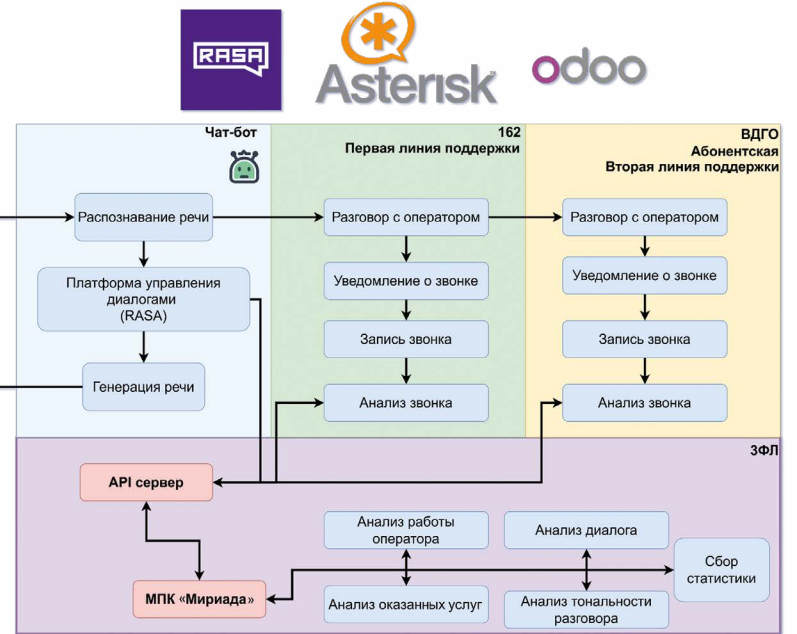 RASA
Asterisk
odoo
Чат-бот
162
Первая линия поддержки
ВДГО
Абонентская
Вторая линия поддержки
Распознавание речи
Разговор с оператором
Разговор с оператором
Платформа управления
диалогами
(RASA)
Уведомление о звонке
Уведомление о звонке
Запись звонка
Запись звонка
Генерация речи
Анализ звонка
Анализ звонка
ЗФЛ
API сервер
Анализ работы
оператора
Анализ диалога
Сбор
статистики
МПК «Мириада»
Анализ оказанных услуг
Анализ тональности
разговора